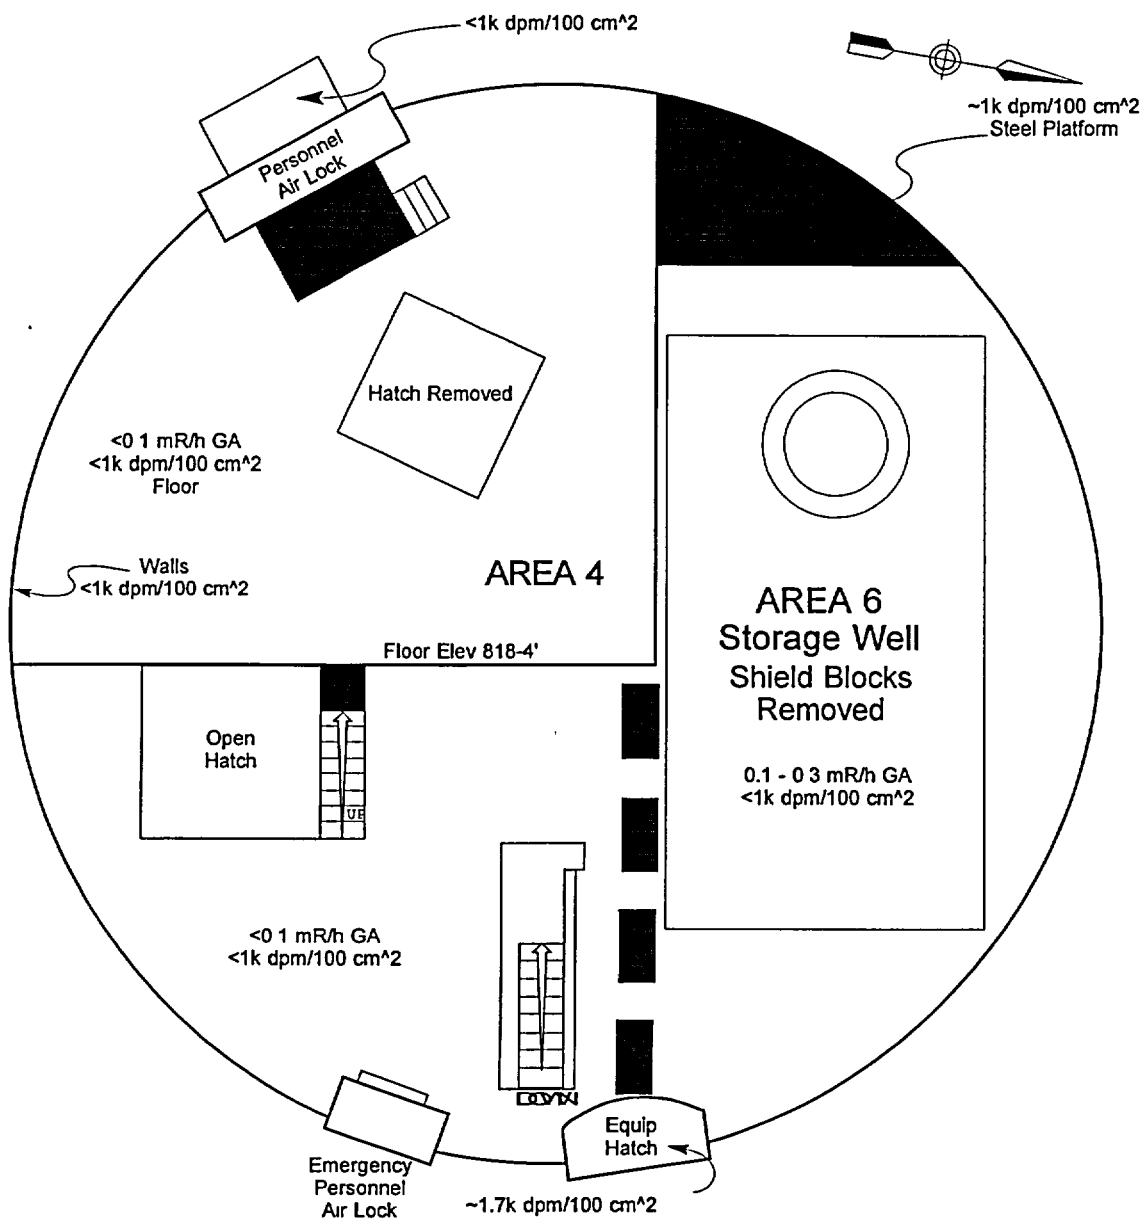 <1k dpm/100 cm^2
~1k dpm/100 cm^2
Steel Platform
Personnel
Air Lock
Hatch Removed
<0 1 mR/h GA
<1k dpm/100 cm^2
Floor
Walls
<1k dpm/100 cm^2
AREA 4
Floor Elev 818-4'
AREA 6
Storage Well
Shield Blocks
Removed
0.1 - 0 3 mR/h GA
<1k dpm/100 cm^2
Open
Hatch
UP
<0 1 mR/h GA
<1k dpm/100 cm^2
DOWN
Equip
Hatch
Emergency
Personnel
Air Lock
~1.7k dpm/100 cm^2